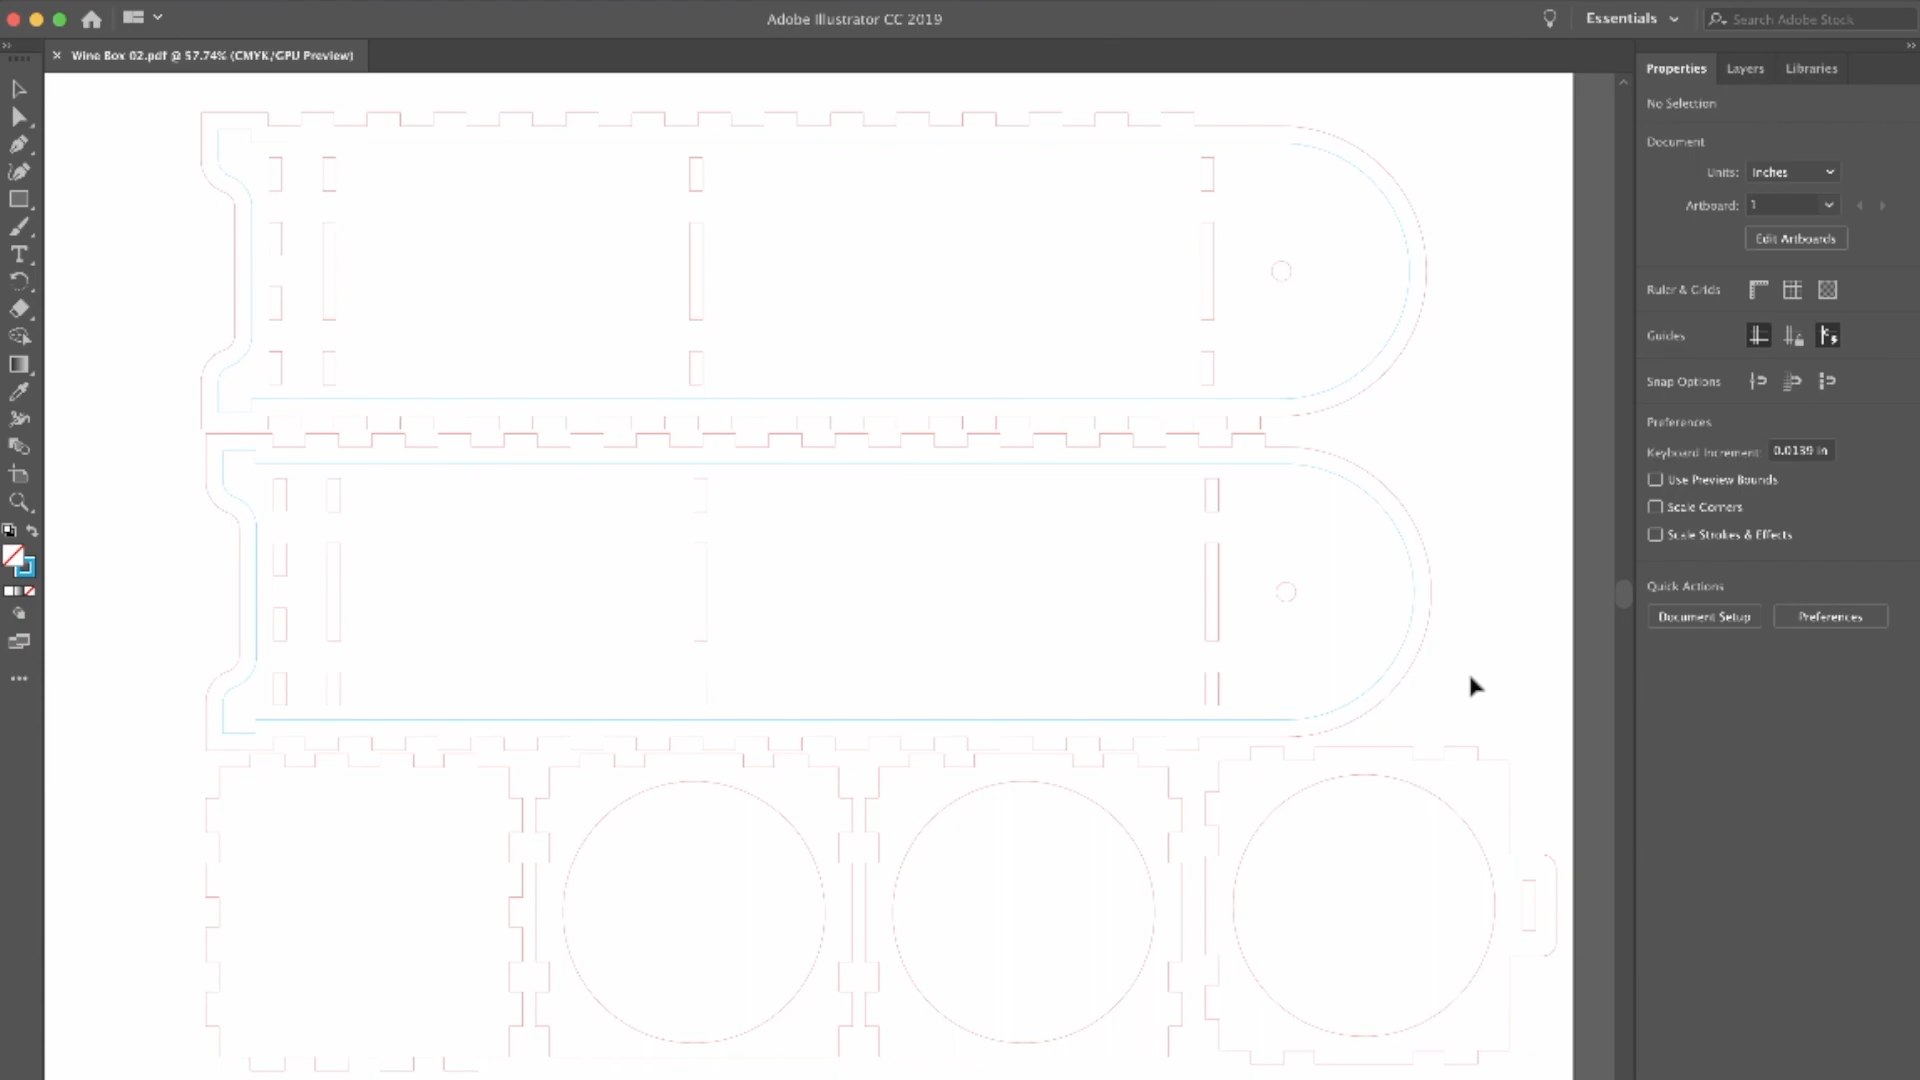 Adobe Illustrator CC 2019
Essentials
Search Adobe Stock
Wine Box 02.pdf @ 57.74% (CMYK/GPU Preview)
Properties
Layers
Libraries
No Selection
Document
Units:
Inches
Artboard:
1
Edit Artboards
Ruler & Grids
Guides
Snap Options
Preferences
Keyboard Increment:
0.0139 in
Use Preview Bounds
Scale Corners
Scale Strokes & Effects
Quick Actions
Document Setup
Preferences